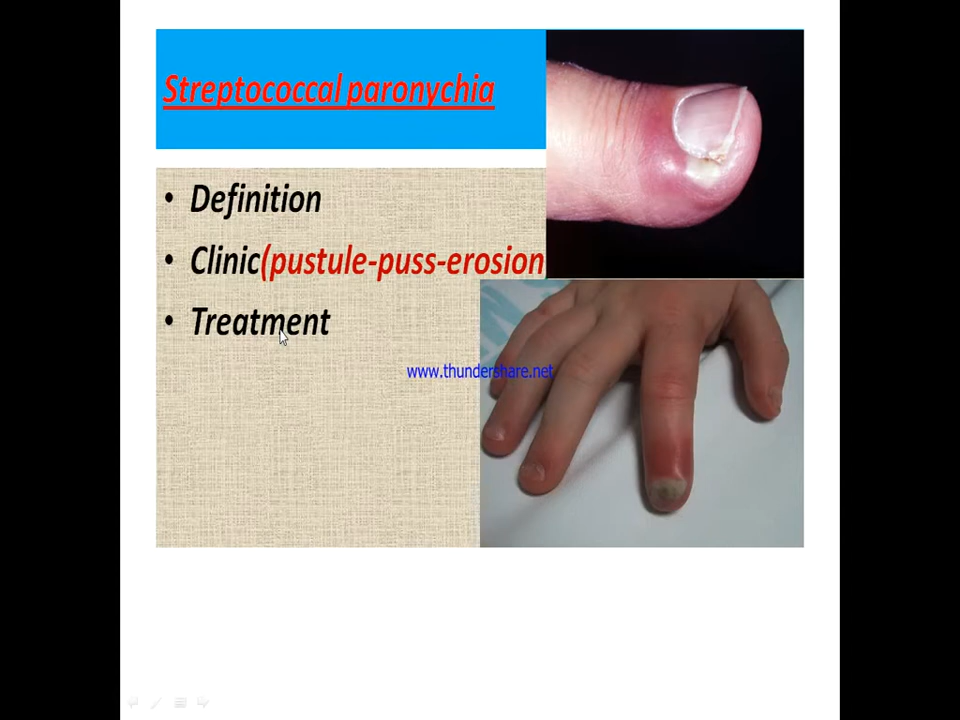 Streptococcal paronychia
• Definition
• Clinic(pustule-puss-erosion
• Treatment
www.thundershare.net